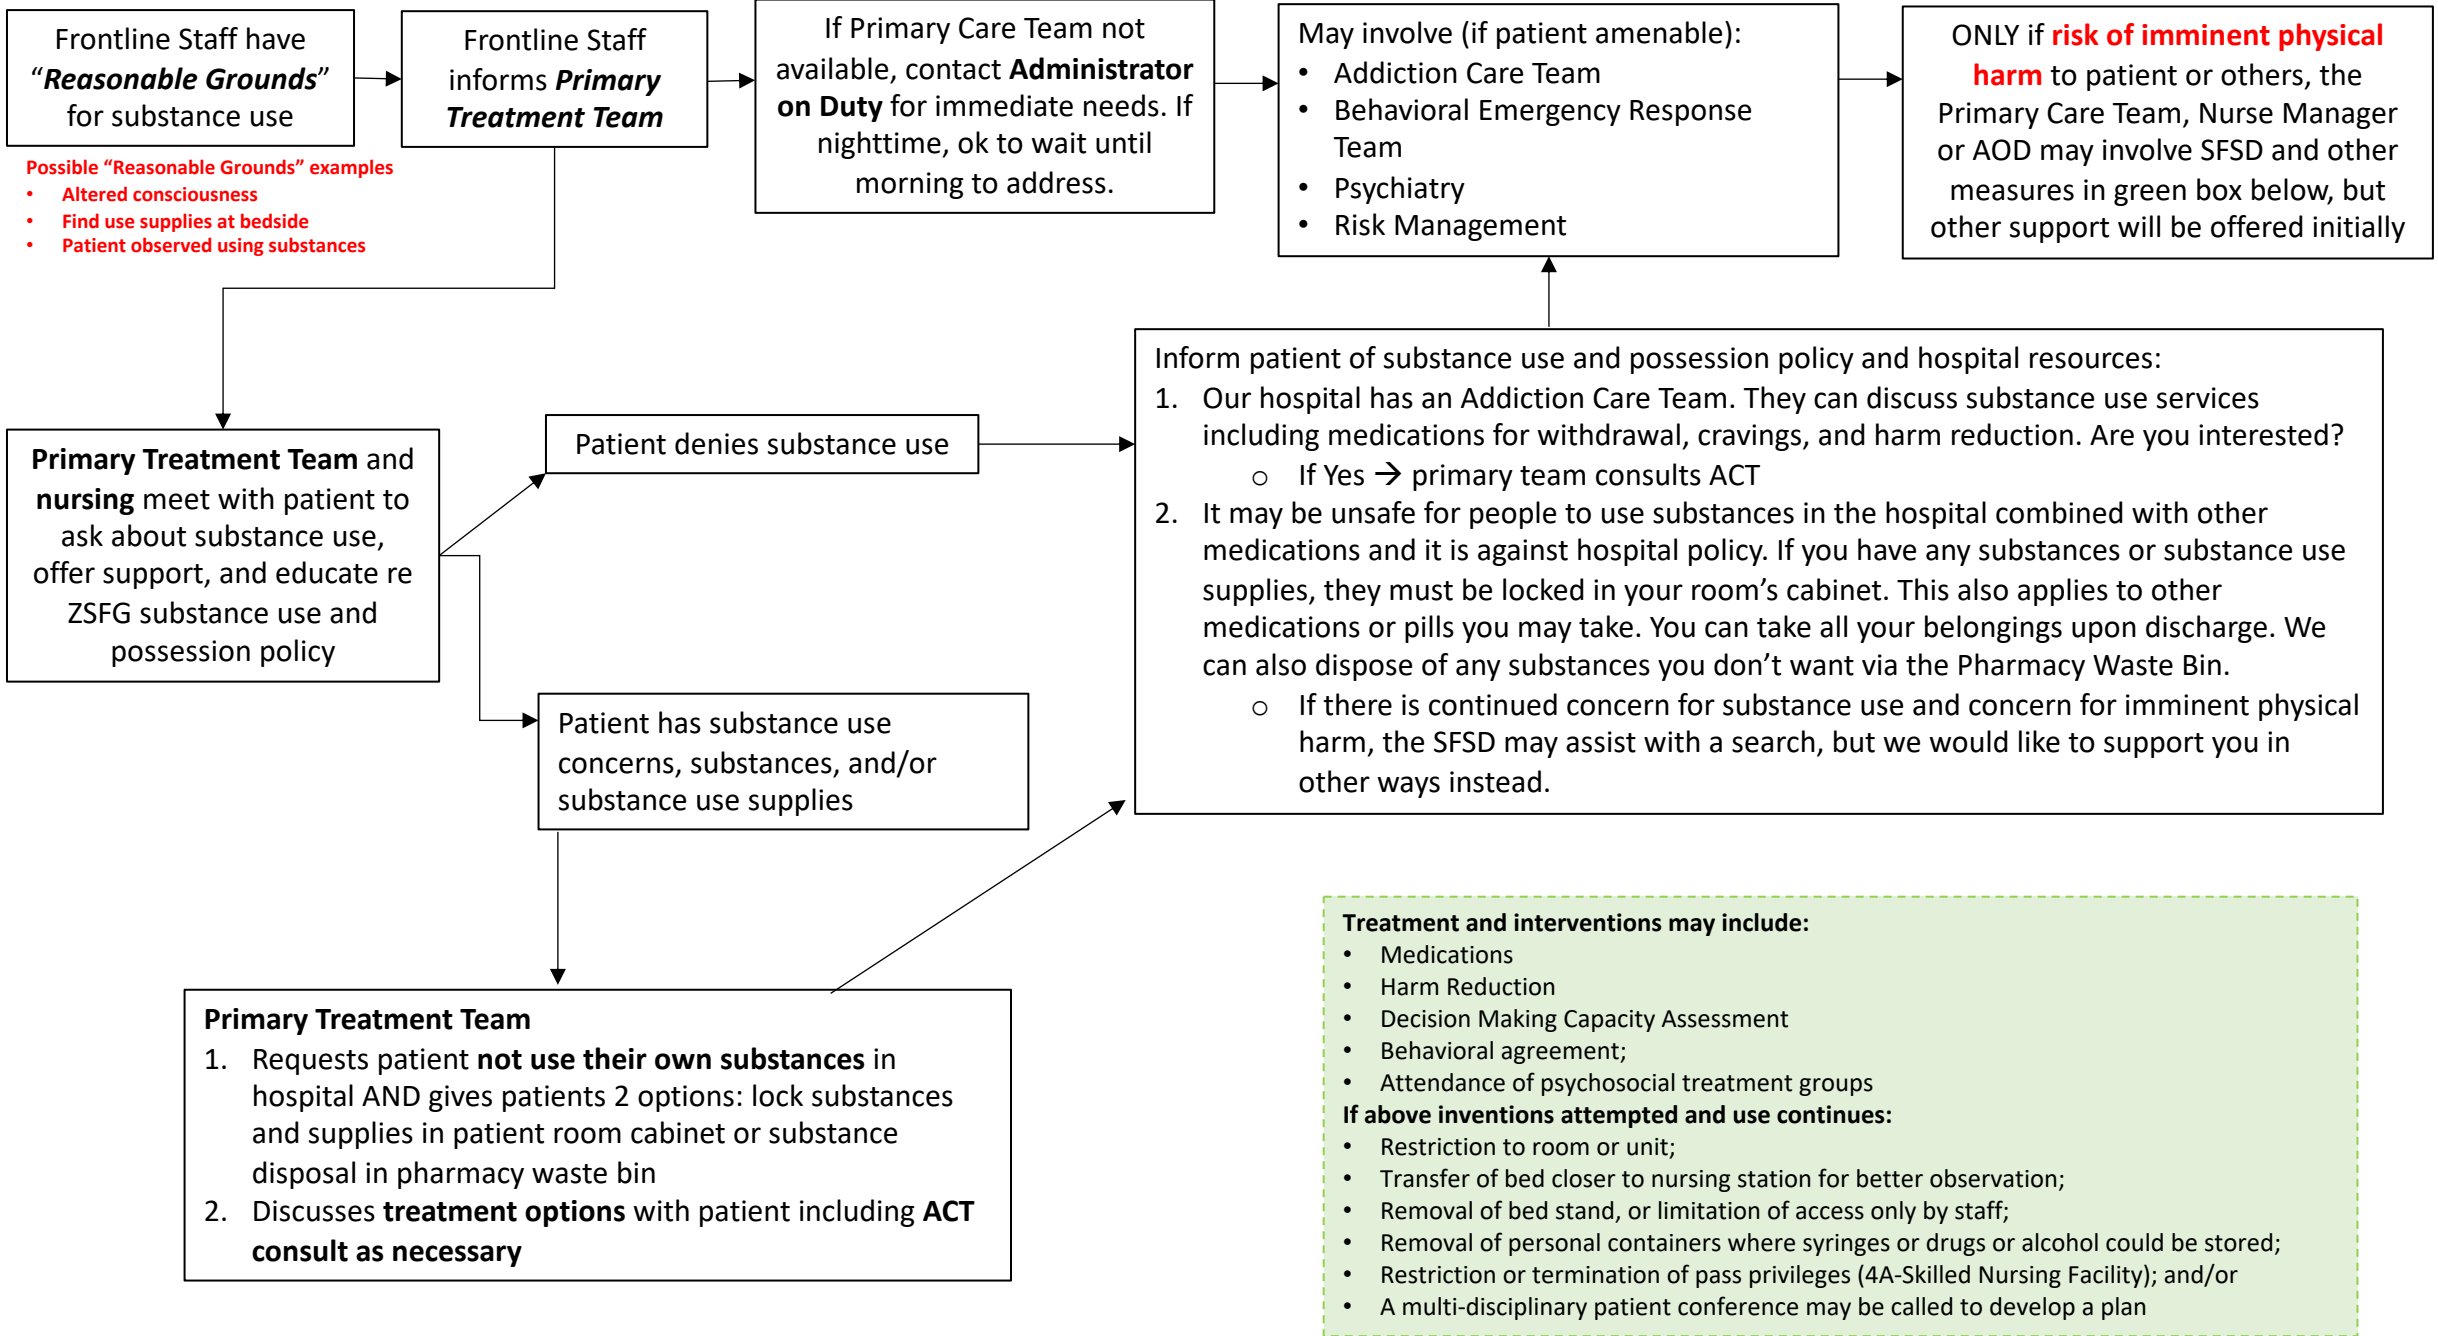 Frontline Staff have
“Reasonable Grounds”
for substance use
Possible “Reasonable Grounds” examples
• Altered consciousness
• Find use supplies at bedside
• Patient observed using substances
Frontline Staff
informs Primary
Treatment Team
If Primary Care Team not
available, contact Administrator
on Duty for immediate needs. If
nighttime, ok to wait until
morning to address.
May involve (if patient amenable):
• Addiction Care Team
• Behavioral Emergency Response
Team
• Psychiatry
• Risk Management
ONLY if risk of imminent physical
harm to patient or others, the
Primary Care Team, Nurse Manager
or AOD may involve SFSD and other
measures in green box below, but
other support will be offered initially
Primary Treatment Team and
nursing meet with patient to
ask about substance use,
offer support, and educate re
ZSFG substance use and
possession policy
Patient denies substance use
Patient has substance use
concerns, substances, and/or
substance use supplies
Inform patient of substance use and possession policy and hospital resources:
1. Our hospital has an Addiction Care Team. They can discuss substance use services
including medications for withdrawal, cravings, and harm reduction. Are you interested?
o If Yes → primary team consults ACT
2. It may be unsafe for people to use substances in the hospital combined with other
medications and it is against hospital policy. If you have any substances or substance use
supplies, they must be locked in your room’s cabinet. This also applies to other
medications or pills you may take. You can take all your belongings upon discharge. We
can also dispose of any substances you don’t want via the Pharmacy Waste Bin.
o If there is continued concern for substance use and concern for imminent physical
harm, the SFSD may assist with a search, but we would like to support you in
other ways instead.
Primary Treatment Team
1. Requests patient not use their own substances in
hospital AND gives patients 2 options: lock substances
and supplies in patient room cabinet or substance
disposal in pharmacy waste bin
2. Discusses treatment options with patient including ACT
consult as necessary
Treatment and interventions may include:
• Medications
• Harm Reduction
• Decision Making Capacity Assessment
• Behavioral agreement;
• Attendance of psychosocial treatment groups
If above inventions attempted and use continues:
• Restriction to room or unit;
• Transfer of bed closer to nursing station for better observation;
• Removal of bed stand, or limitation of access only by staff;
• Removal of personal containers where syringes or drugs or alcohol could be stored;
• Restriction or termination of pass privileges (4A-Skilled Nursing Facility); and/or
• A multi-disciplinary patient conference may be called to develop a plan